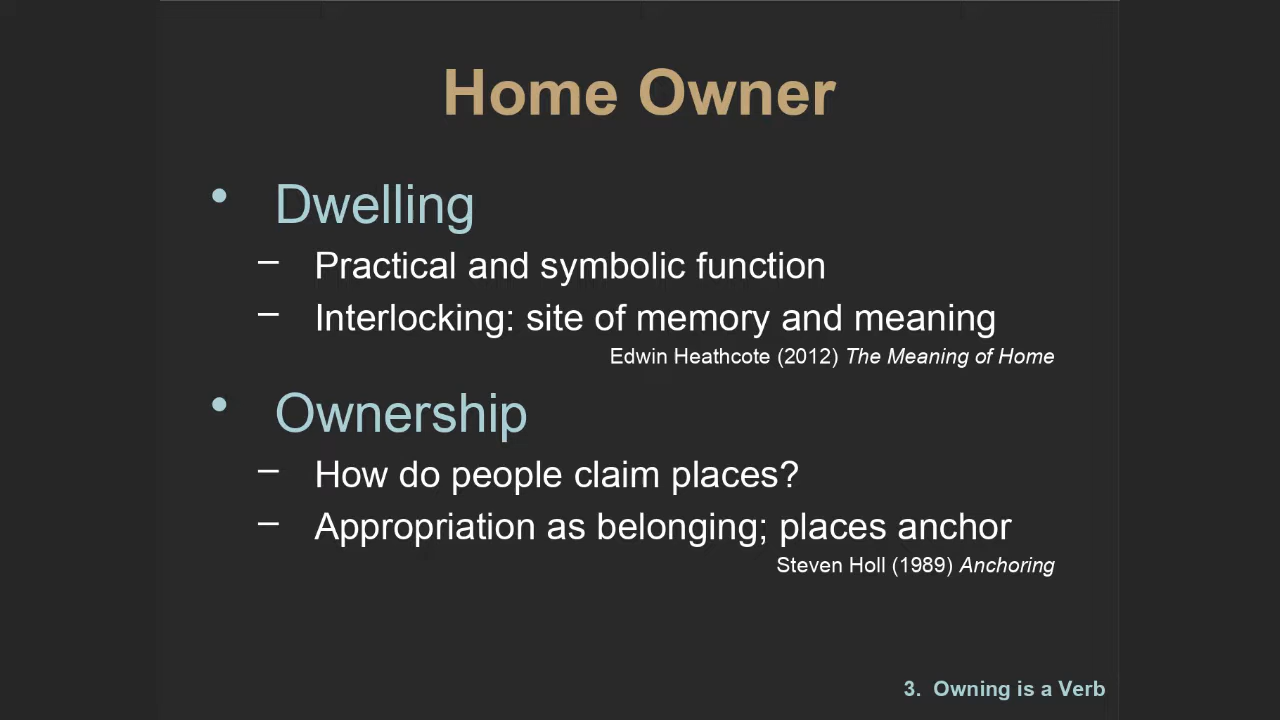 Home Owner
• Dwelling
– Practical and symbolic function
– Interlocking: site of memory and meaning
Edwin Heathcote (2012) The Meaning of Home
• Ownership
– How do people claim places?
– Appropriation as belonging; places anchor
Steven Holl (1989) Anchoring
3. Owning is a Verb